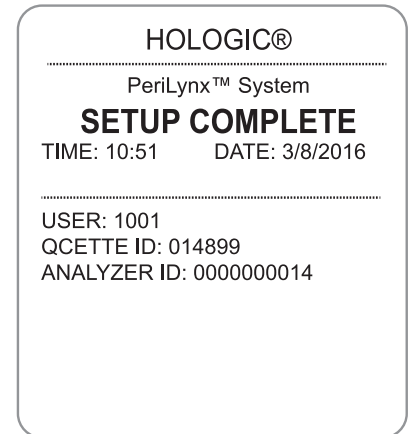 HOLOGIC®
PeriLynx™ System
SETUP COMPLETE
TIME: 10:51 DATE: 3/8/2016
USER: 1001
QCETTE ID: 014899
ANALYZER ID: 0000000014